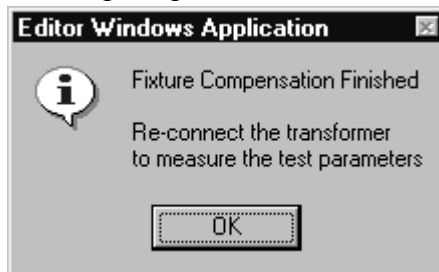 Editor Windows Application
Fixture Compensation Finished
Re-connect the transformer
to measure the test parameters
OK